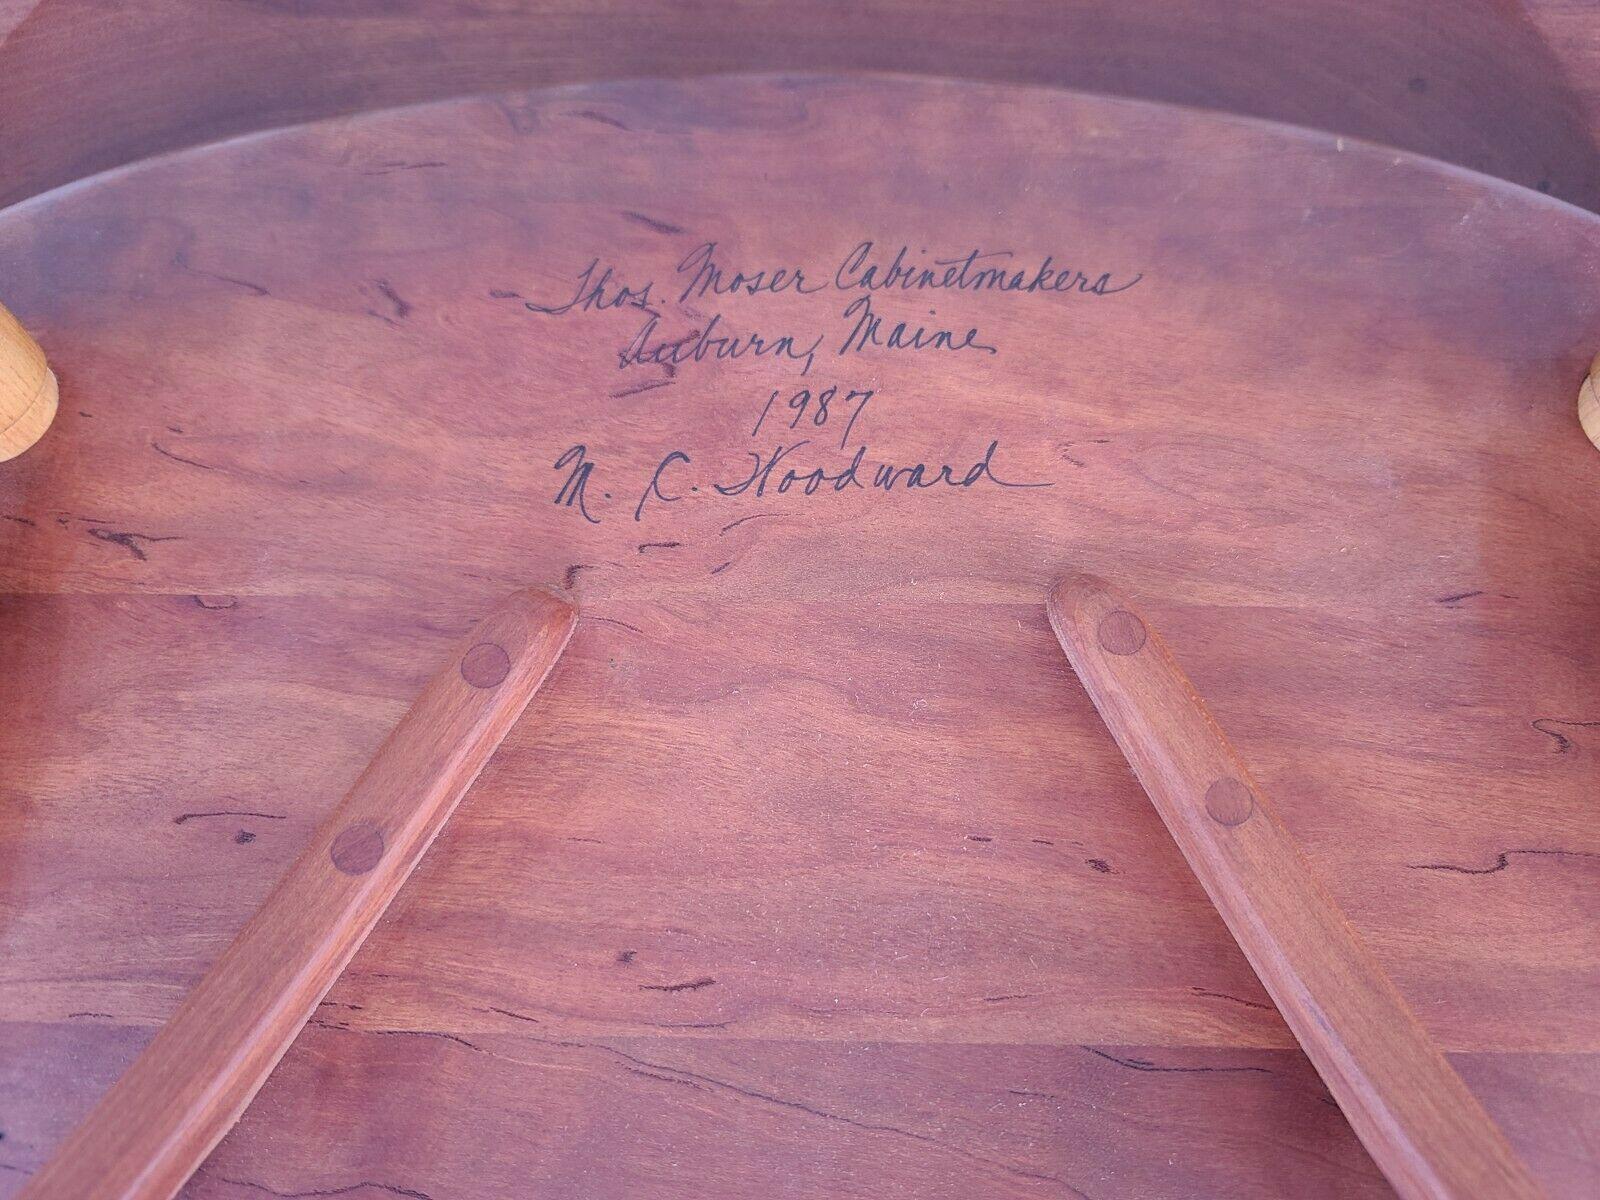 Thos. Moser Cabinetmakers
Auburn, Maine
1987
M. C. Woodward